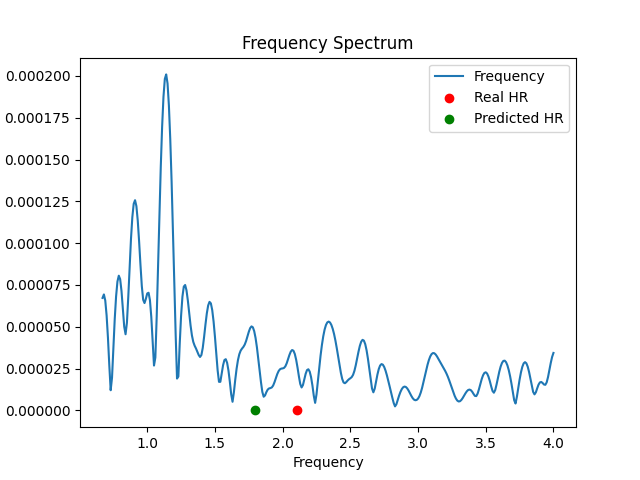 Frequency Spectrum
0.000200
0.000175
0.000150
0.000125
0.000100
0.000075
0.000050
0.000025
0.000000
Frequency
Real HR
Predicted HR
1.0 1.5 2.0 2.5 3.0 3.5 4.0
Frequency